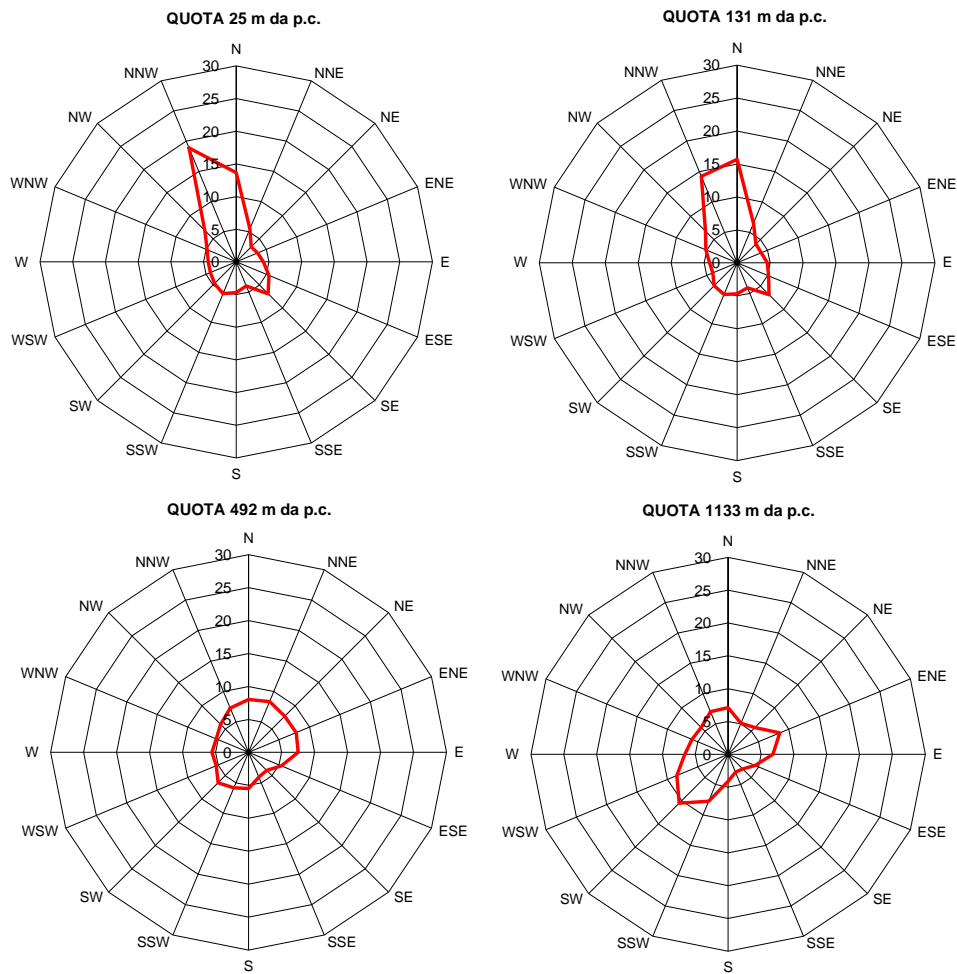 QUOTA 25 m da p.c.
N
NNE
NE
ENE
E
ESE
SE
SSE
S
SSW
SW
WSW
W
WNW
NW
NNW
30
25
20
15
10
5
0
QUOTA 131 m da p.c.
N
NNE
NE
ENE
E
ESE
SE
SSE
S
SSW
SW
WSW
W
WNW
NW
NNW
30
25
20
15
10
5
0
QUOTA 492 m da p.c.
N
NNE
NE
ENE
E
ESE
SE
SSE
S
SSW
SW
WSW
W
WNW
NW
NNW
30
25
20
15
10
5
0
QUOTA 1133 m da p.c.
N
NNE
NE
ENE
E
ESE
SE
SSE
S
SSW
SW
WSW
W
WNW
NW
NNW
30
25
20
15
10
5
0